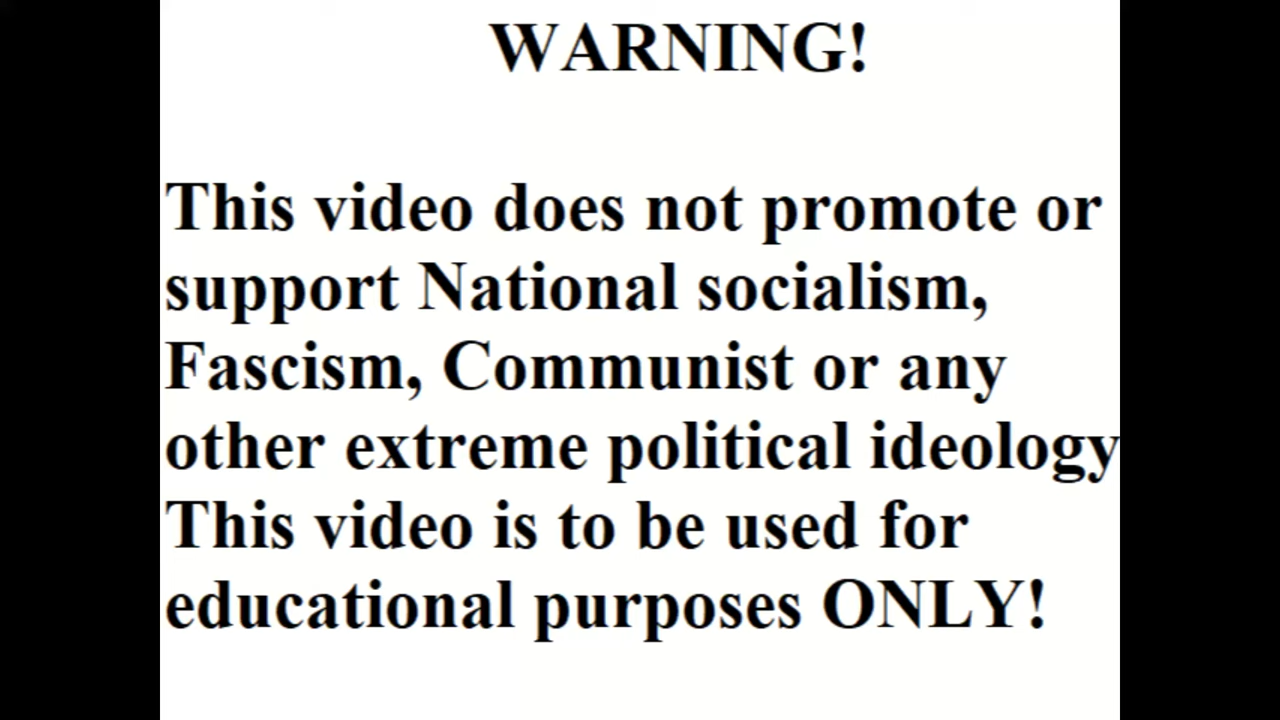 WARNING!
This video does not promote or
support National socialism,
Fascism, Communist or any
other extreme political ideology
This video is to be used for
educational purposes ONLY!